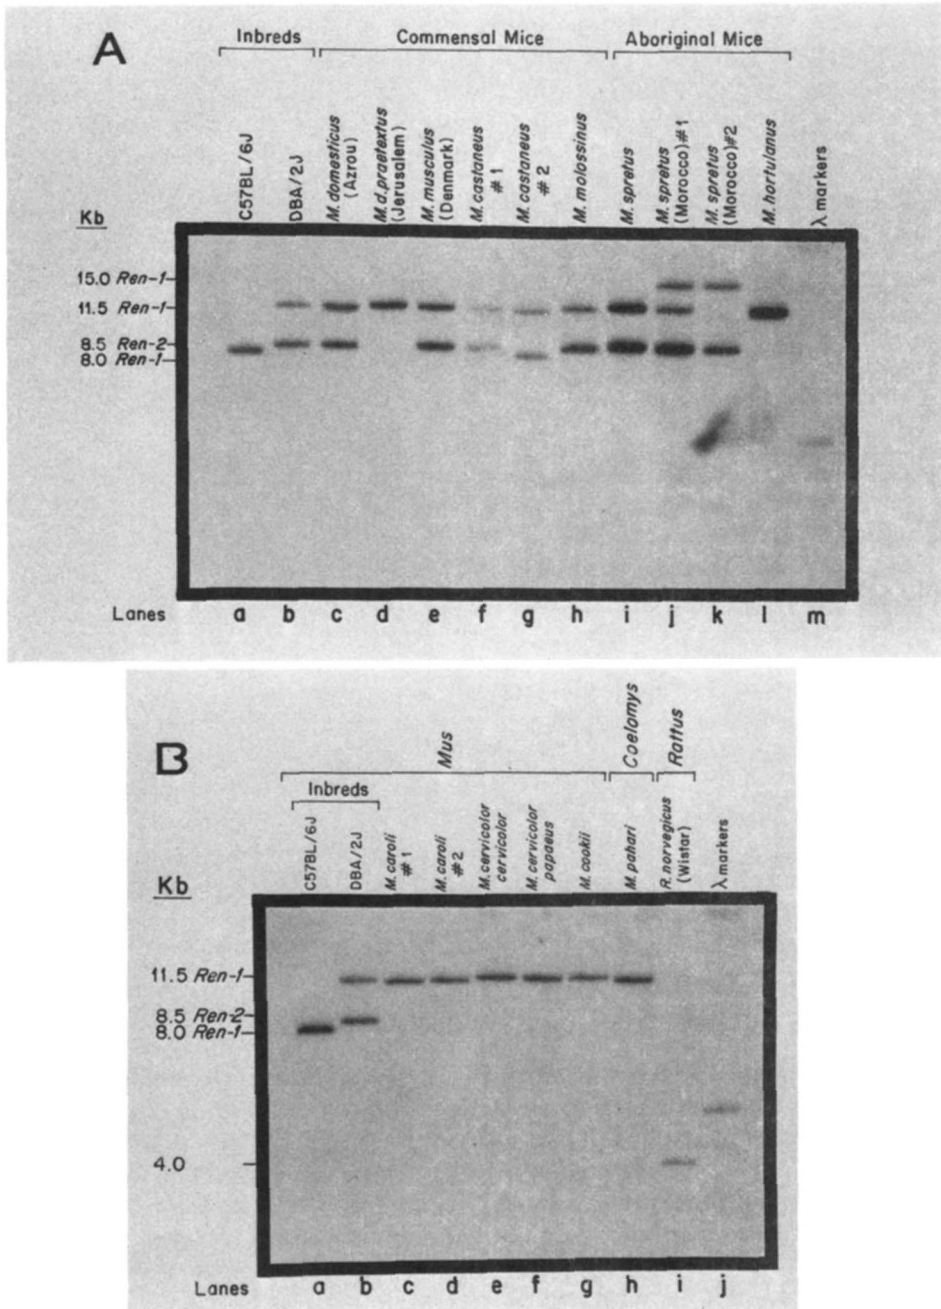 A
Inbreds Commensal Mice Aboriginal Mice
C57BL/6J
DBA/2J
M. domesticus
(Azrou)
M. d. praetextus
(Jerusalem)
M. musculus
(Denmark)
M. castaneus
#1
M. castaneus
#2
M. molossinus
M. spretus
M. spretus
(Morocco)#1
M. spretus
(Morocco)#2
M. hortulanus
λ markers
Kb
15.0 Ren-1
11.5 Ren-1
8.5 Ren-2
8.0 Ren-1
Lanes a b c d e f g h i j k l m
B
Mus Coelomys Rattus
Inbreds
C57BL/6J
DBA/2J
M. caroli
#1
M. caroli
#2
M. cervicolor
cervicolor
M. cervicolor
papaeus
M. cookii
M. pahari
R. norvegicus
(Wistar)
λ markers
Kb
11.5 Ren-1
8.5 Ren-2
8.0 Ren-1
4.0
Lanes a b c d e f g h i j